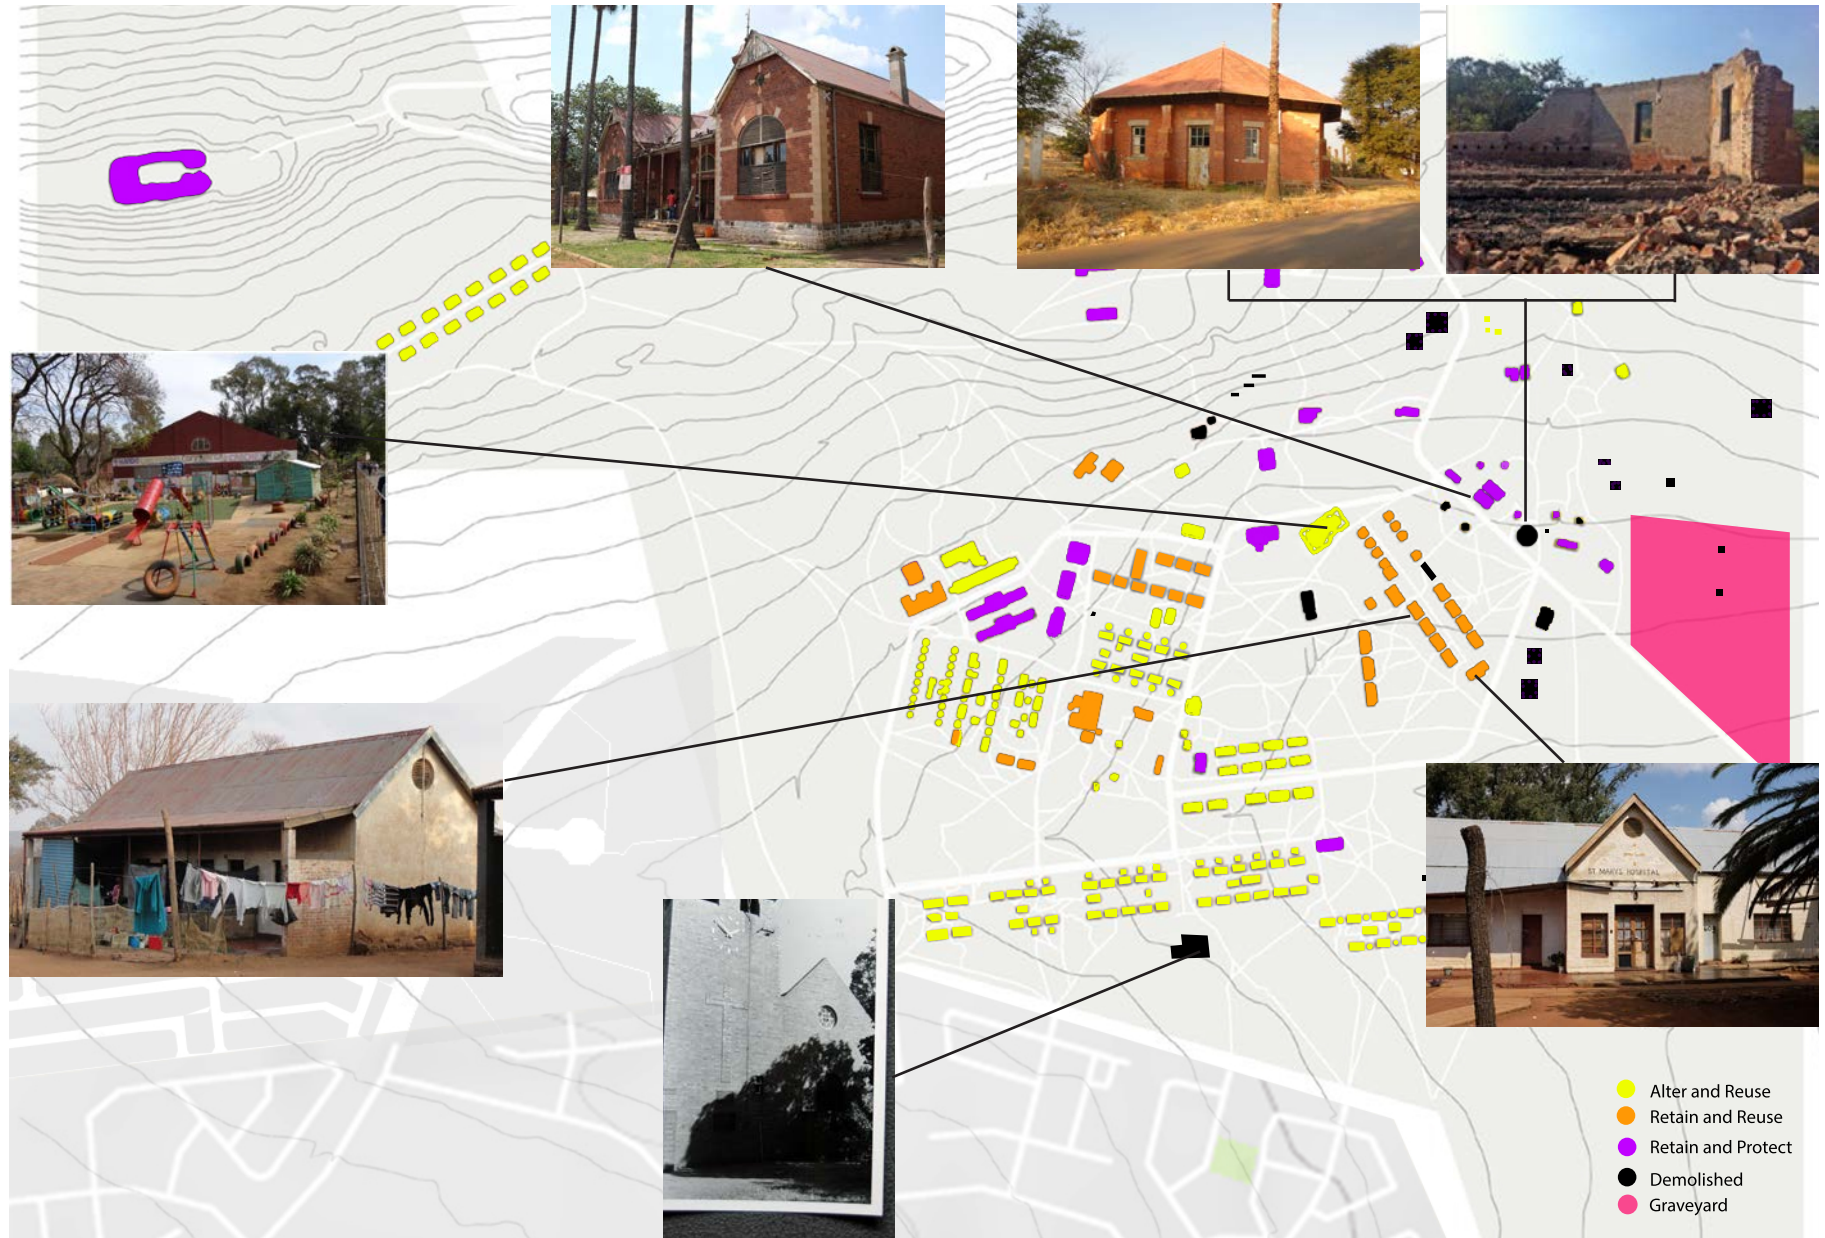 ST. MARYS HOSPITAL
Alter and Reuse
Retain and Reuse
Retain and Protect
Demolished
Graveyard